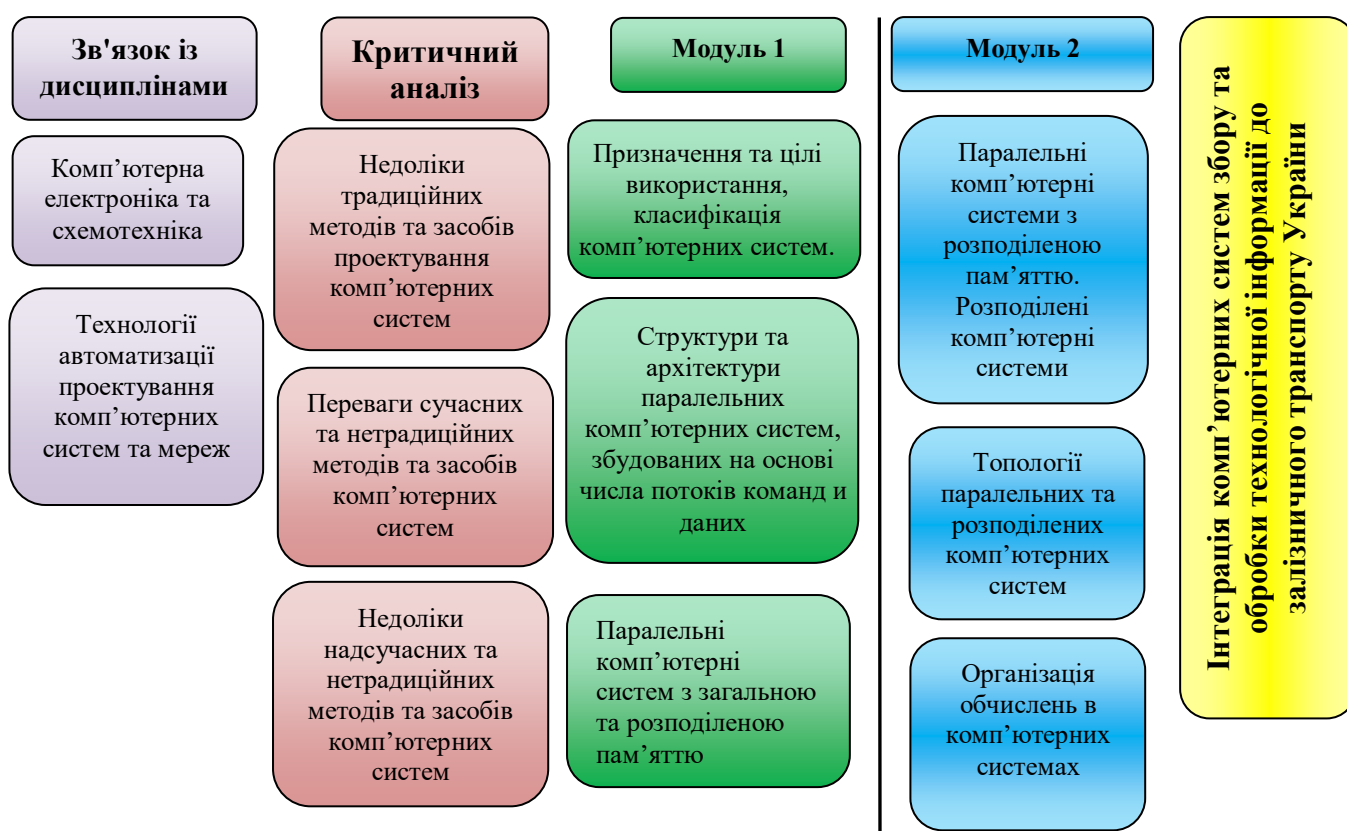 Зв'язок із
дисциплінами
Комп’ютерна
електроніка та
схемотехніка
Технології
автоматизації
проектування
комп’ютерних
систем та мереж
Критичний
аналіз
Недоліки
традиційних
методів та засобів
проектування
комп’ютерних
систем
Переваги сучасних
та нетрадиційних
методів та засобів
комп’ютерних
систем
Недоліки
надсучасних та
нетрадиційних
методів та засобів
комп’ютерних
систем
Модуль 1
Призначення та цілі
використання,
класифікація
комп’ютерних систем.
Структури та
архітектури
паралельних
комп’ютерних систем,
збудованих на основі
числа потоків команд и
даних
Паралельні
комп’ютерні
систем з загальною
та розподіленою
пам’яттю
Модуль 2
Паралельні
комп’ютерні
системи з
розподіленою
пам’яттю.
Розподілені
комп’ютерні
системи
Топології
паралельних та
розподілених
комп’ютерних
систем
Організація
обчислень в
комп’ютерних
системах
Інтеграція комп’ютерних систем збору та
обробки технологічної інформації до
залізничного транспорту України